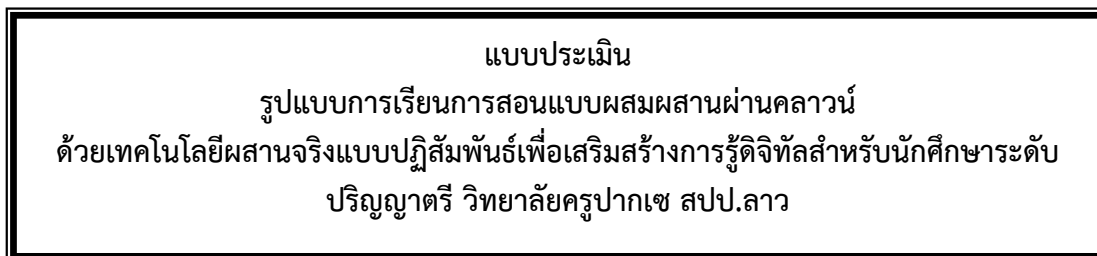 แบบประเมิน
รูปแบบการเรียนการสอนแบบผสมผสานผ่านคลาวน์
ด้วยเทคโนโลยีผสานจริงแบบปฏิสัมพันธ์เพื่อเสริมสร้างการรู้ดิจิทัลสำหรับนักศึกษาระดับ
ปริญญาตรี วิทยาลัยครูปากเซ สปป.ลาว